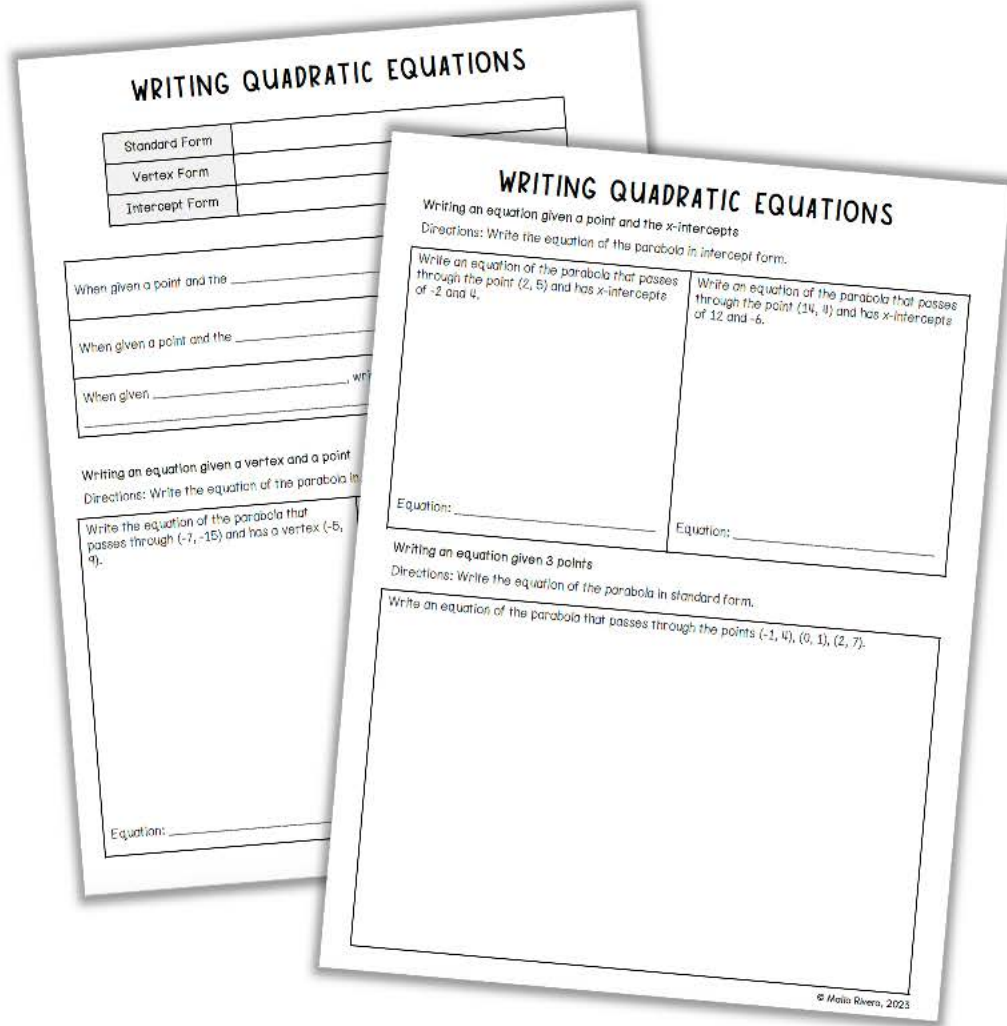 WRITING QUADRATIC EQUATIONS
Standard Form
Vertex Form
Intercept Form
When given a point and the
When given a point and the
When given ____________________, wri
Writing an equation given a vertex and a point
Directions: Write the equation of the parabola in
Write the equation of the parabola that
passes through (-7, -15) and has a vertex (-5,
9).
Equation:
WRITING QUADRATIC EQUATIONS
Writing an equation given a point and the x-intercepts
Directions: Write the equation of the parabola in intercept form.
Write an equation of the parabola that passes
through the point (2, 5) and has x-intercepts
of -2 and 4.
Equation:
Write an equation of the parabola that passes
through the point (14, 4) and has x-intercepts
of 12 and -6.
Equation:
Writing an equation given 3 points
Directions: Write the equation of the parabola in standard form.
Write an equation of the parabola that passes through the points (-1, 4), (0, 1), (2, 7).
© Malia Rivera, 2023